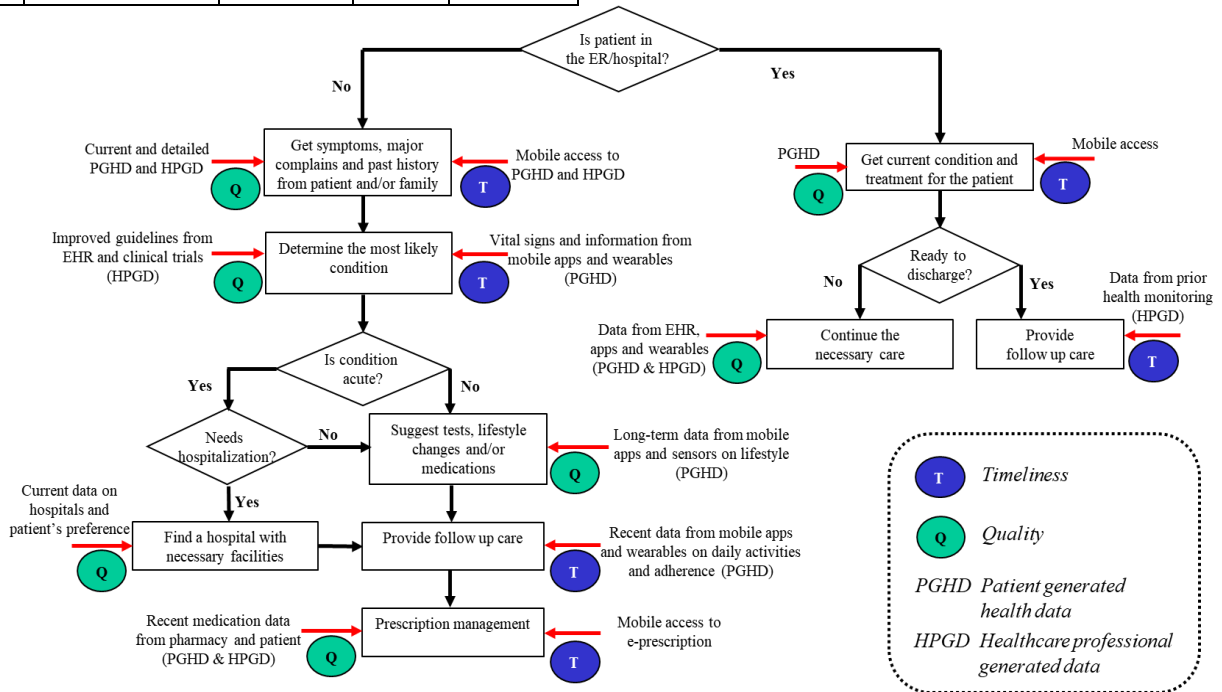 Is patient in
the ER/hospital?
No
Yes
Current and detailed
PGHD and HPGD
Q
Get symptoms, major
complains and past history
from patient and/or family
Mobile access to
PGHD and HPGD
T
PGHD
Q
Get current condition and
treatment for the patient
Mobile access
T
Improved guidelines from
EHR and clinical trials
(HPGD)
Q
Determine the most likely
condition
Vital signs and information from
mobile apps and wearables
(PGHD)
T
Ready to
discharge?
No
Yes
Data from prior
health monitoring
(HPGD)
T
Data from EHR,
apps and wearables
(PGHD & HPGD)
Q
Continue the
necessary care
Provide
follow up care
Is condition
acute?
Yes
No
Needs
hospitalization?
No
Suggest tests, lifestyle
changes and/or
medications
Long-term data from mobile
apps and sensors on lifestyle
(PGHD)
Q
Yes
Current data on
hospitals and
patient's preference
Q
Find a hospital with
necessary facilities
Provide follow up care
Recent data from mobile apps
and wearables on daily activities
and adherence (PGHD)
T
Recent medication data
from pharmacy and patient
(PGHD & HPGD)
Q
Prescription management
Mobile access to
e-prescription
T
T Timeliness
Q Quality
PGHD Patient generated
health data
HPGD Healthcare professional
generated data